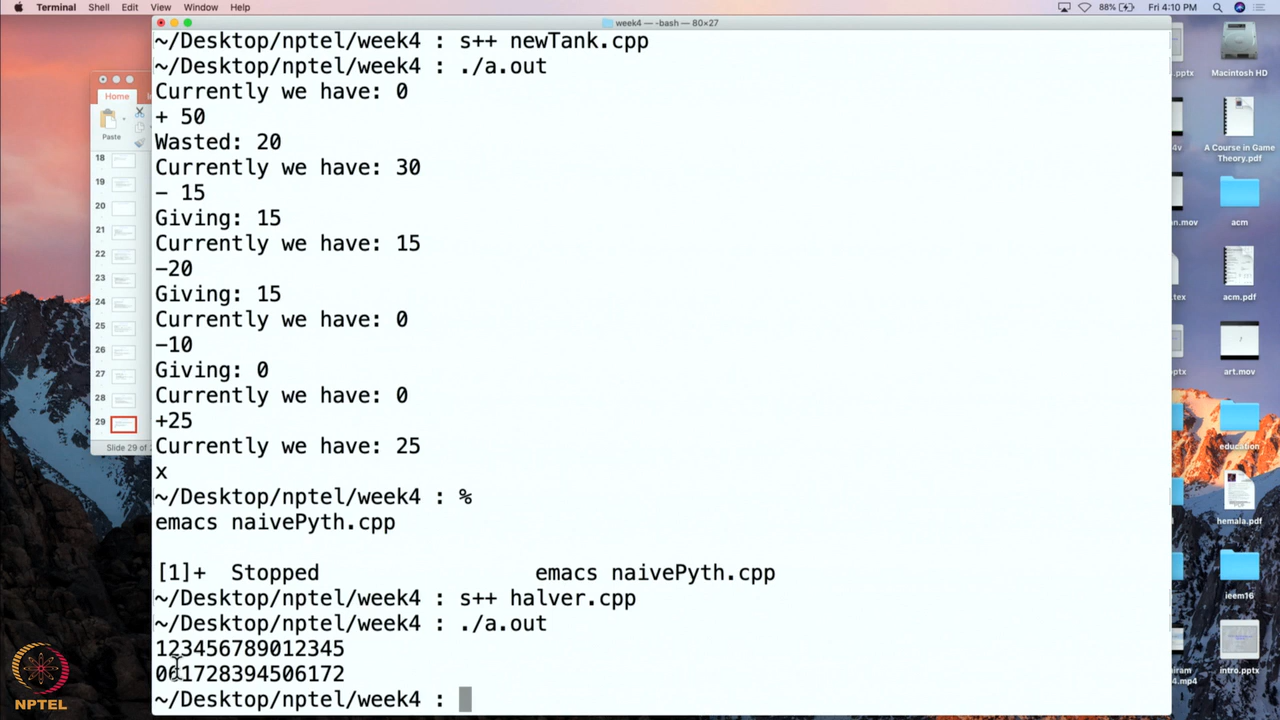 Terminal Shell Edit View Window Help
88% Fri 4:10 PM
week4 — -bash — 80×27
~/Desktop/nptel/week4 : s++ newTank.cpp
~/Desktop/nptel/week4 : ./a.out
Currently we have: 0
+ 50
Wasted: 20
Currently we have: 30
- 15
Giving: 15
Currently we have: 15
-20
Giving: 15
Currently we have: 0
-10
Giving: 0
Currently we have: 0
+25
Currently we have: 25
x
~/Desktop/nptel/week4 : %
emacs naivePyth.cpp
[1]+  Stopped                 emacs naivePyth.cpp
~/Desktop/nptel/week4 : s++ halver.cpp
~/Desktop/nptel/week4 : ./a.out
123456789012345
061728394506172
~/Desktop/nptel/week4 :
Home
Paste
18
19
20
21
22
23
24
25
26
27
28
29
Slide 29 of
.pptx
Macintosh HD
A Course in Game
Theory.pdf
acm
acm.pdf
art.mov
education
hemala.pdf
ieem16
intro.pptx
NPTEL